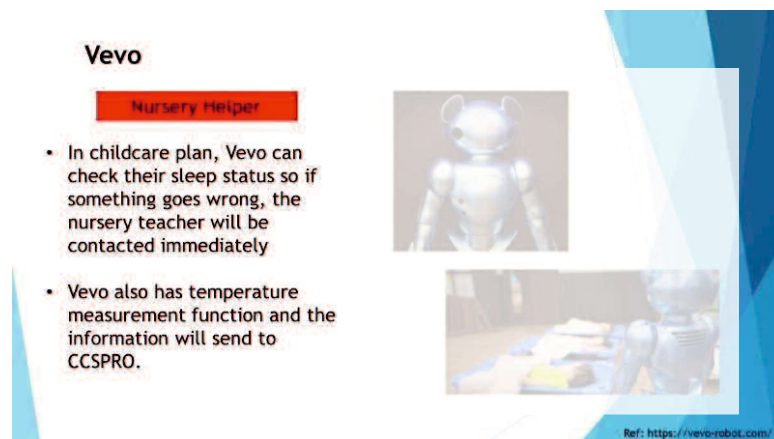 Vevo
Nursery Helper
• In childcare plan, Vevo can
check their sleep status so if
something goes wrong, the
nursery teacher will be
contacted immediately
• Vevo also has temperature
measurement function and the
information will send to
CCSPRO.
Ref: https://vevo-robot.com/